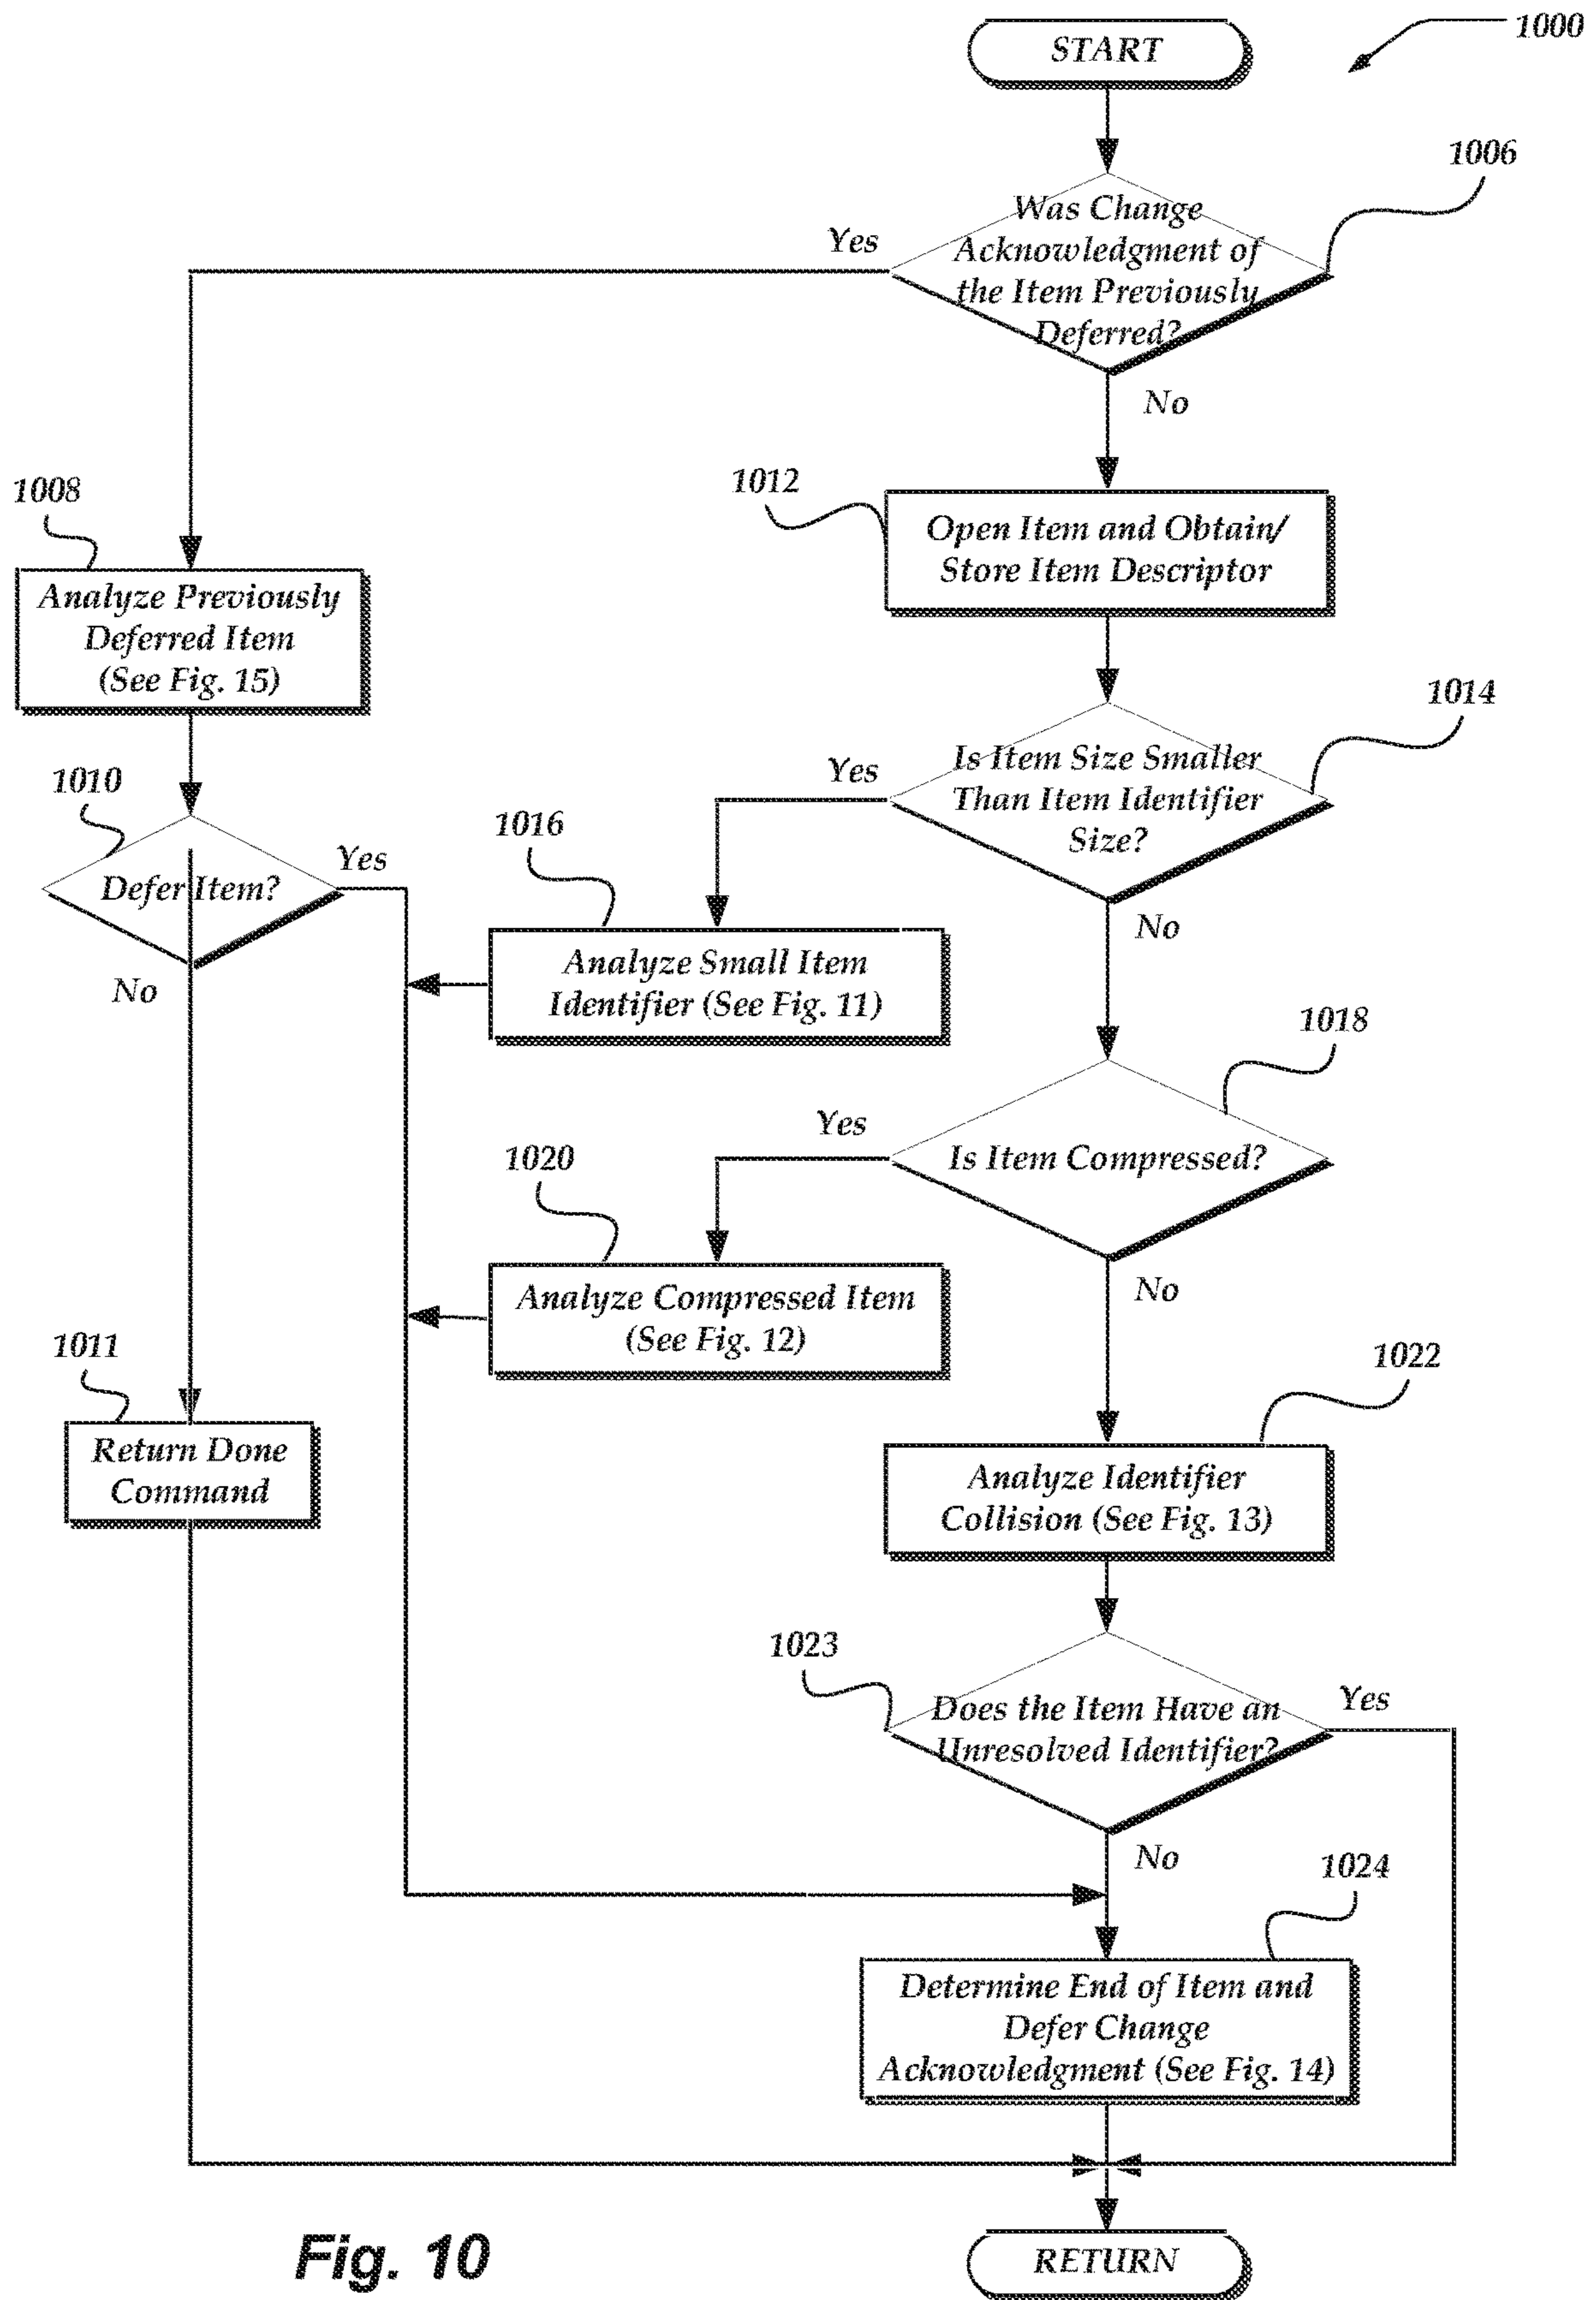 START
1000
1006
Was Change
Acknowledgment of
the Item Previously
Deferred?
Yes
No
1012
Open Item and Obtain/
Store Item Descriptor
1008
Analyze Previously
Deferred Item
(See Fig. 15)
1014
Is Item Size Smaller
Than Item Identifier
Size?
Yes
No
1010
Defer Item?
Yes
No
1016
Analyze Small Item
Identifier (See Fig. 11)
1018
Is Item Compressed?
Yes
No
1020
Analyze Compressed Item
(See Fig. 12)
1011
Return Done
Command
1022
Analyze Identifier
Collision (See Fig. 13)
1023
Does the Item Have an
Unresolved Identifier?
Yes
No
1024
Determine End of Item and
Defer Change
Acknowledgment (See Fig. 14)
RETURN
Fig. 10